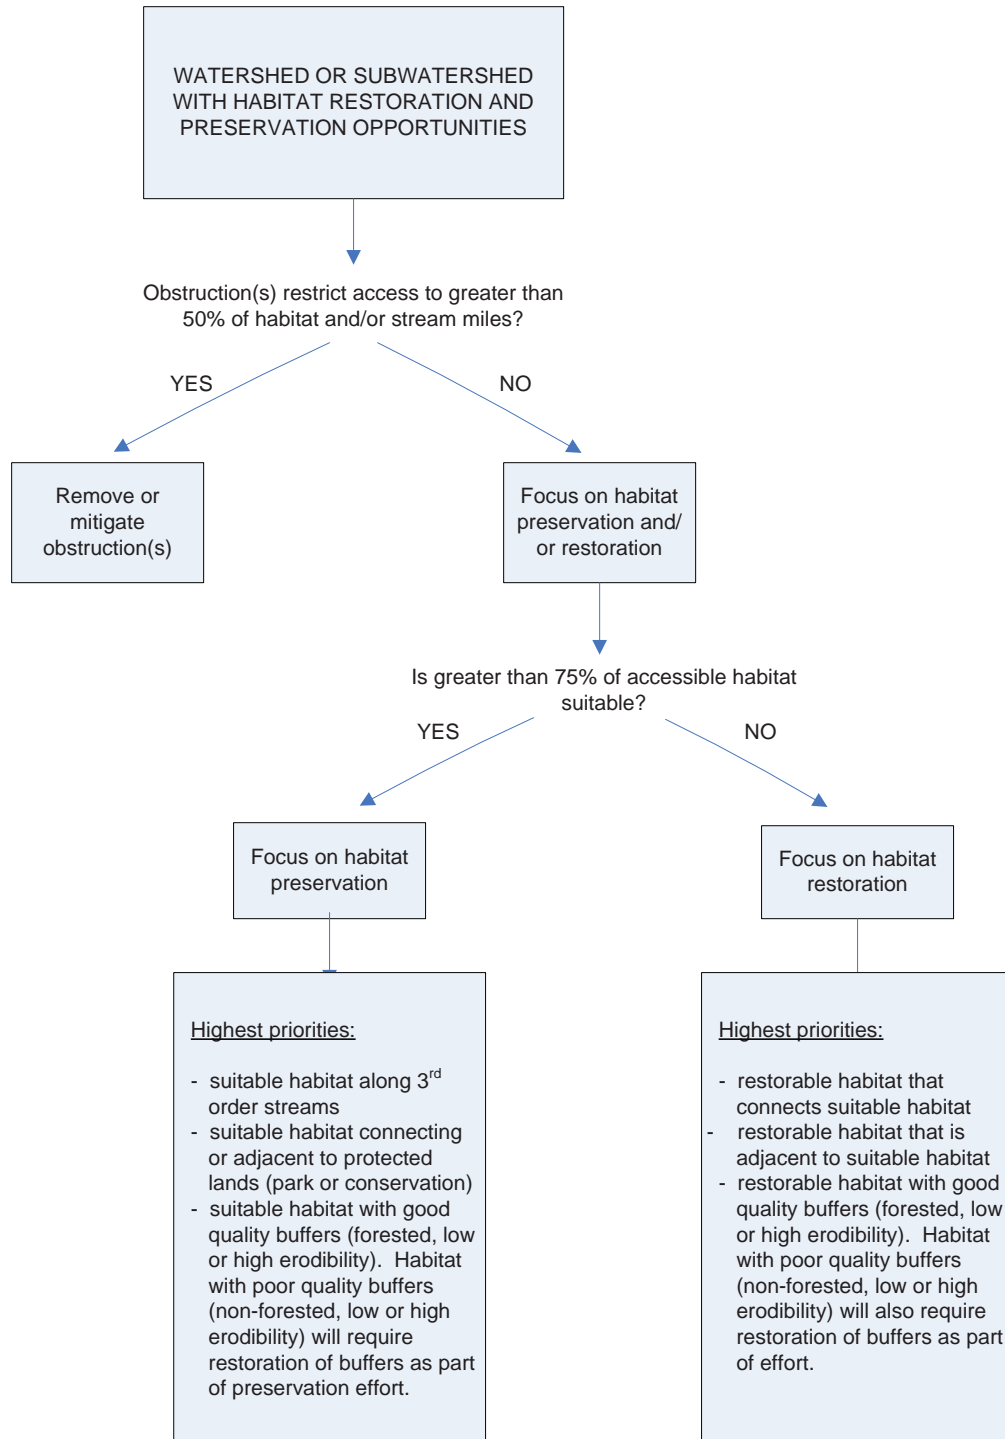 WATERSHED OR SUBWATERSHED
WITH HABITAT RESTORATION AND
PRESERVATION OPPORTUNITIES
Obstruction(s) restrict access to greater than
50% of habitat and/or stream miles?
YES
NO
Remove or
mitigate
obstruction(s)
Focus on habitat
preservation and/
or restoration
Is greater than 75% of accessible habitat
suitable?
YES
NO
Focus on habitat
preservation
Focus on habitat
restoration
Highest priorities:
- suitable habitat along 3rd
order streams
- suitable habitat connecting
or adjacent to protected
lands (park or conservation)
- suitable habitat with good
quality buffers (forested, low
or high erodibility). Habitat
with poor quality buffers
(non-forested, low or high
erodibility) will require
restoration of buffers as part
of preservation effort.
Highest priorities:
- restorable habitat that
connects suitable habitat
- restorable habitat that is
adjacent to suitable habitat
- restorable habitat with good
quality buffers (forested, low
or high erodibility). Habitat
with poor quality buffers
(non-forested, low or high
erodibility) will also require
restoration of buffers as part
of effort.